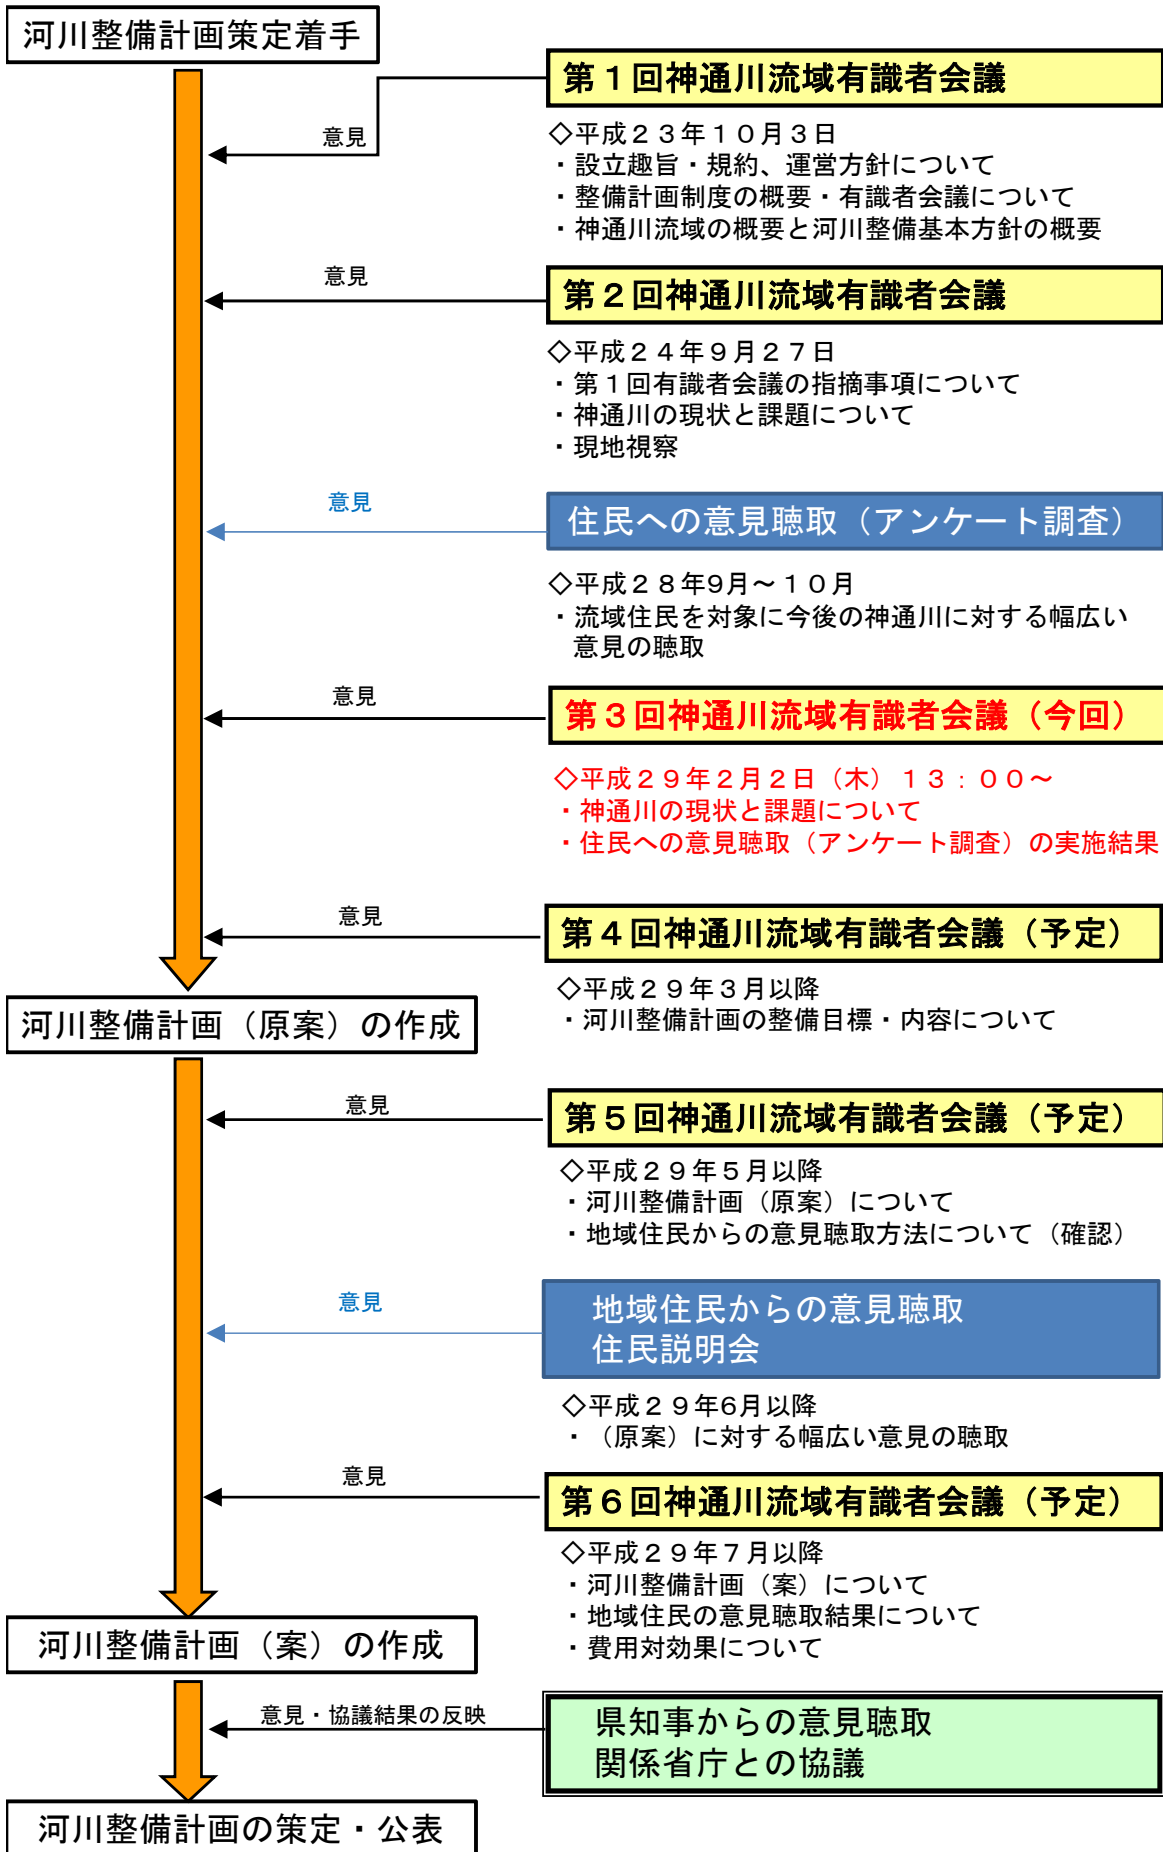 河川整備計画策定着手
第１回神通川流域有識者会議
意見
◇平成２３年１０月３日
・設立趣旨・規約、運営方針について
・整備計画制度の概要・有識者会議について
・神通川流域の概要と河川整備基本方針の概要
意見
第２回神通川流域有識者会議
◇平成２４年９月２７日
・第１回有識者会議の指摘事項について
・神通川の現状と課題について
・現地視察
意見
住民への意見聴取（アンケート調査）
◇平成２８年9月～１０月
・流域住民を対象に今後の神通川に対する幅広い
意見の聴取
意見
第３回神通川流域有識者会議（今回）
◇平成２９年２月２日（木）１３：００～
・神通川の現状と課題について
・住民への意見聴取（アンケート調査）の実施結果
意見
第４回神通川流域有識者会議（予定）
◇平成２９年３月以降
・河川整備計画の整備目標・内容について
河川整備計画（原案）の作成
意見
第５回神通川流域有識者会議（予定）
◇平成２９年５月以降
・河川整備計画（原案）について
・地域住民からの意見聴取方法について（確認）
意見
地域住民からの意見聴取
住民説明会
◇平成２９年6月以降
・（原案）に対する幅広い意見の聴取
意見
第６回神通川流域有識者会議（予定）
◇平成２９年７月以降
・河川整備計画（案）について
・地域住民の意見聴取結果について
・費用対効果について
河川整備計画（案）の作成
意見・協議結果の反映
県知事からの意見聴取
関係省庁との協議
河川整備計画の策定・公表